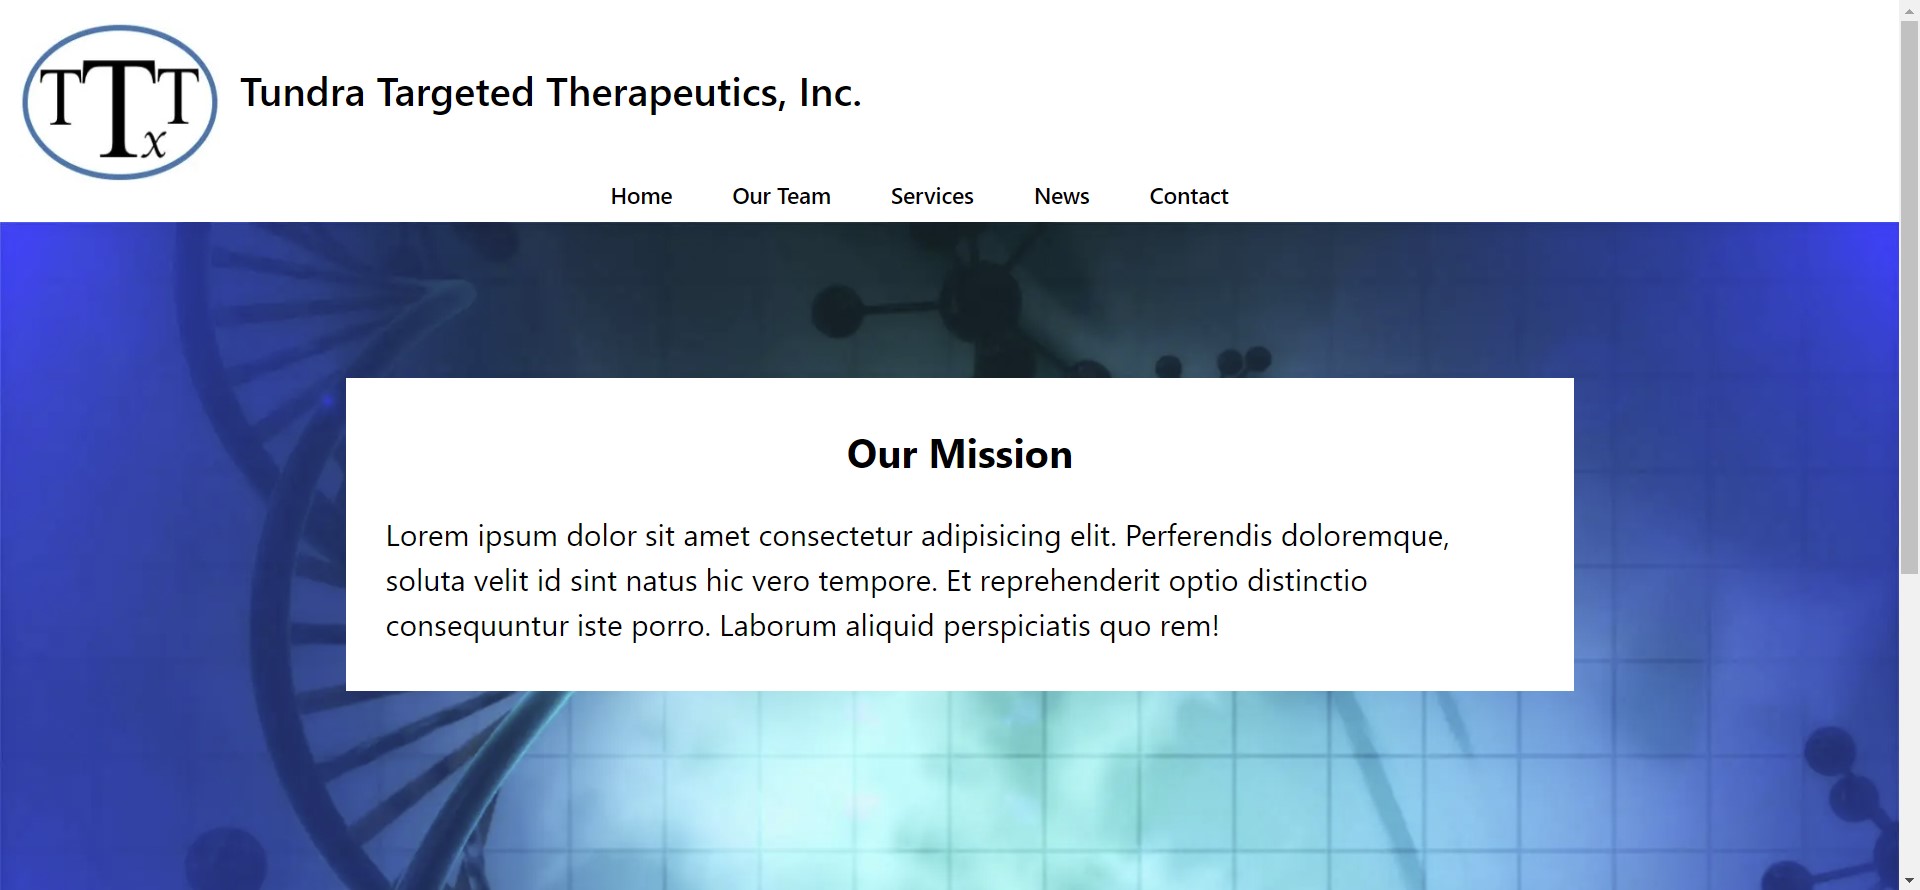 TTT
x
Tundra Targeted Therapeutics, Inc.
Home Our Team Services News Contact
Our Mission
Lorem ipsum dolor sit amet consectetur adipisicing elit. Perferendis doloremque,
soluta velit id sint natus hic vero tempore. Et reprehenderit optio distinctio
consequuntur iste porro. Laborum aliquid perspiciatis quo rem!